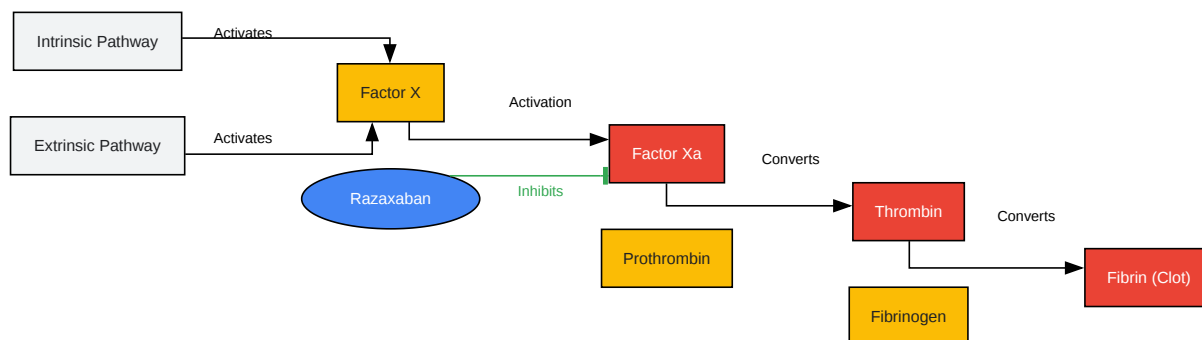 Intrinsic Pathway
Activates
Factor X
Activation
Extrinsic Pathway
Activates
Factor Xa
Converts
Razaxaban
Inhibits
Thrombin
Converts
Prothrombin
Fibrin (Clot)
Fibrinogen